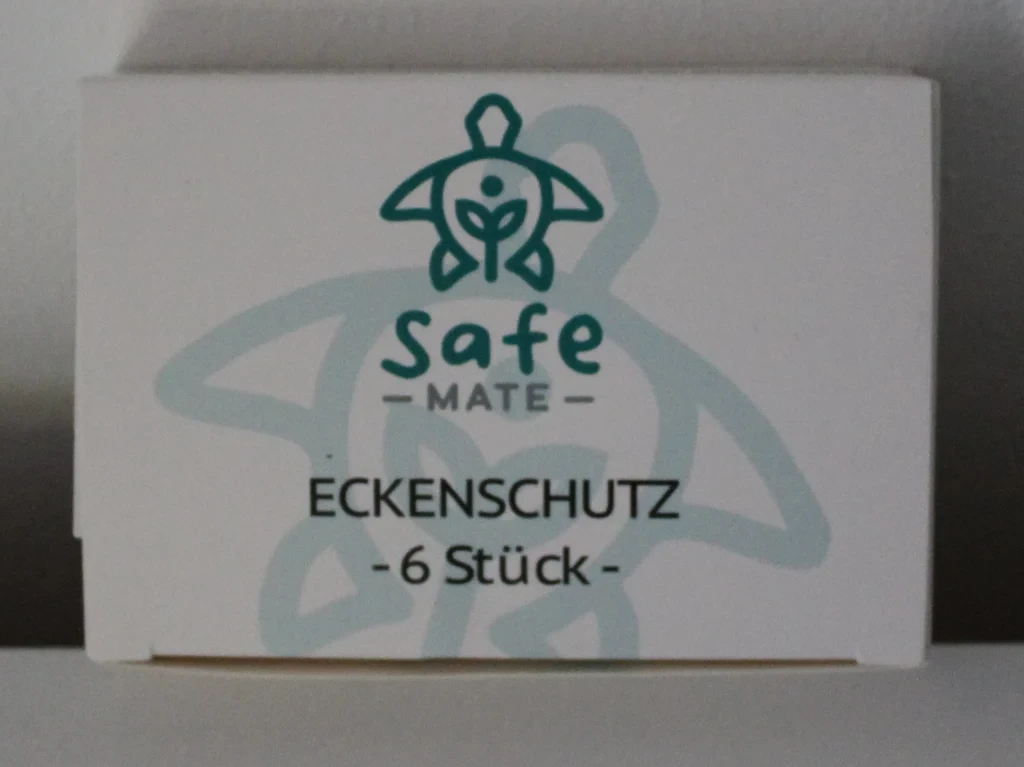 safe
— MATE —
ECKENSCHUTZ
- 6 Stück -